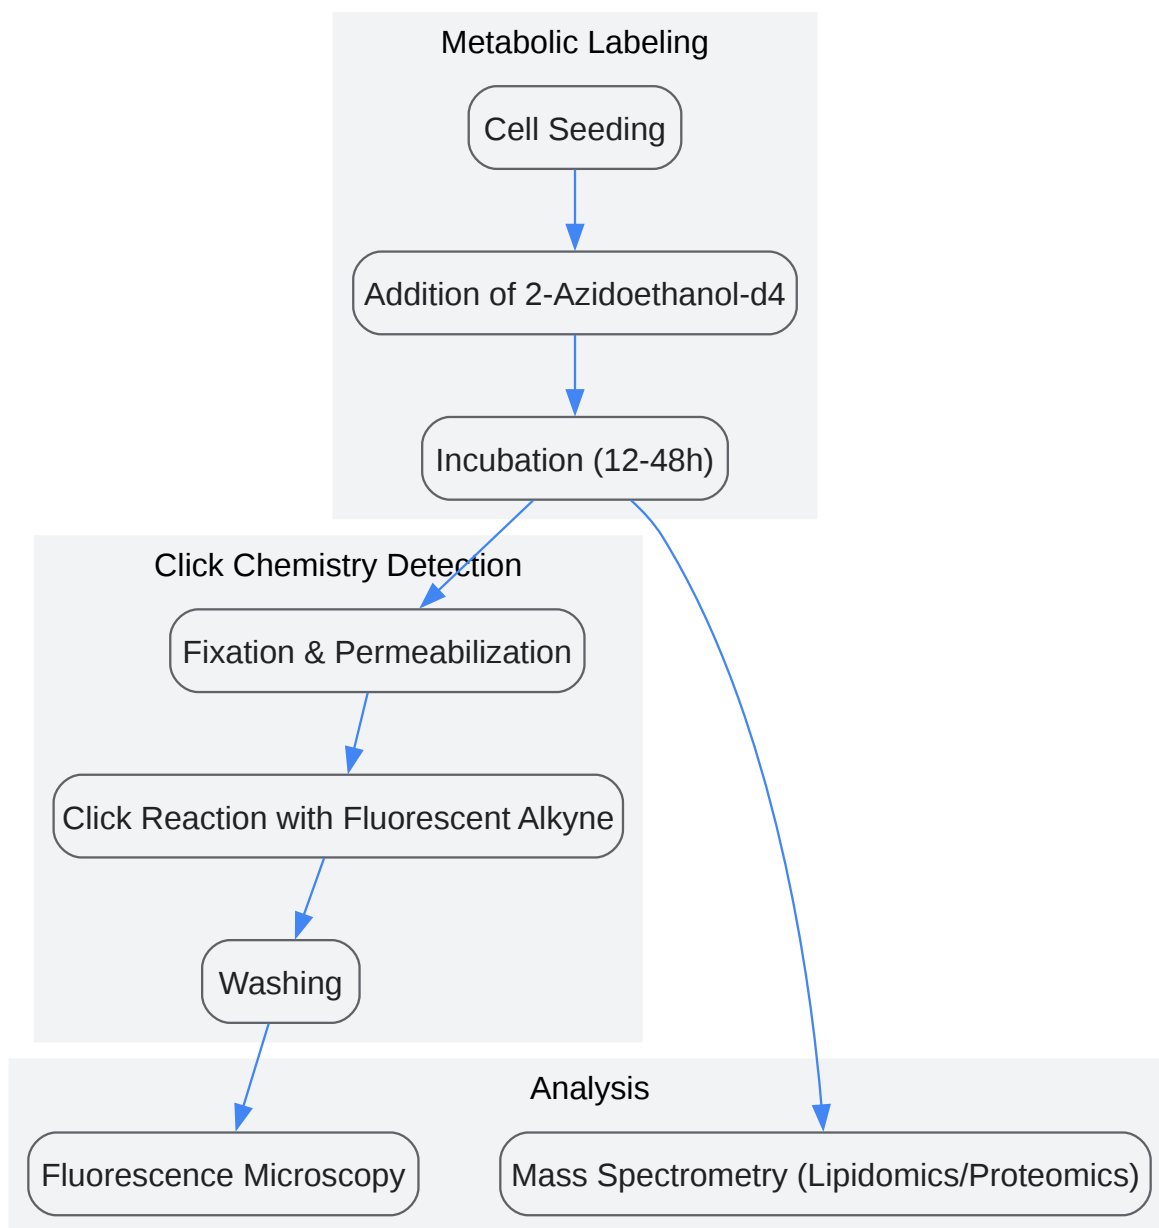 Metabolic Labeling
Cell Seeding
Addition of 2-Azidoethanol-d4
Incubation (12-48h)
Click Chemistry Detection
Fixation & Permeabilization
Click Reaction with Fluorescent Alkyne
Washing
Analysis
Fluorescence Microscopy
Mass Spectrometry (Lipidomics/Proteomics)